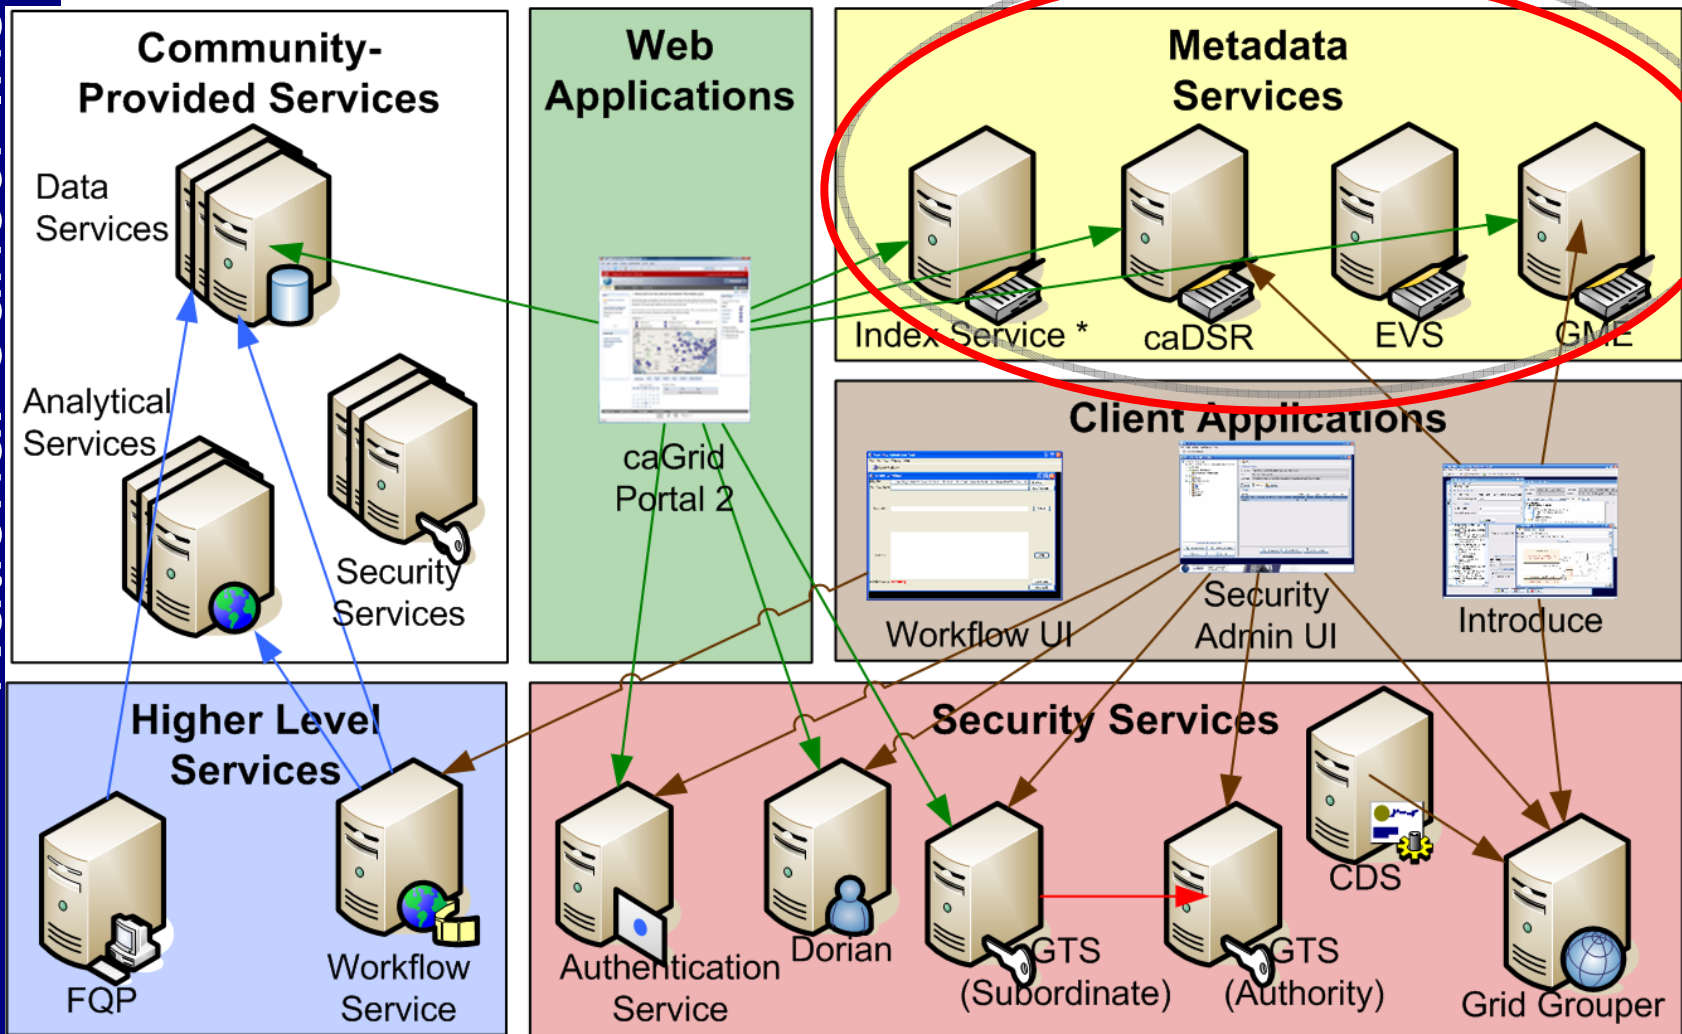 Community-
Provided Services
Data
Services
Analytical
Services
Security
Services
Web
Applications
caGrid
Portal 2
Metadata
Services
Index Service *
caDSR
EVS
GME
Client Applications
Workflow UI
Security
Admin UI
Introduce
Higher Level
Services
FQP
Workflow
Service
Security Services
Authentication
Service
Dorian
GTS
(Subordinate)
GTS
(Authority)
CDS
Grid Grouper